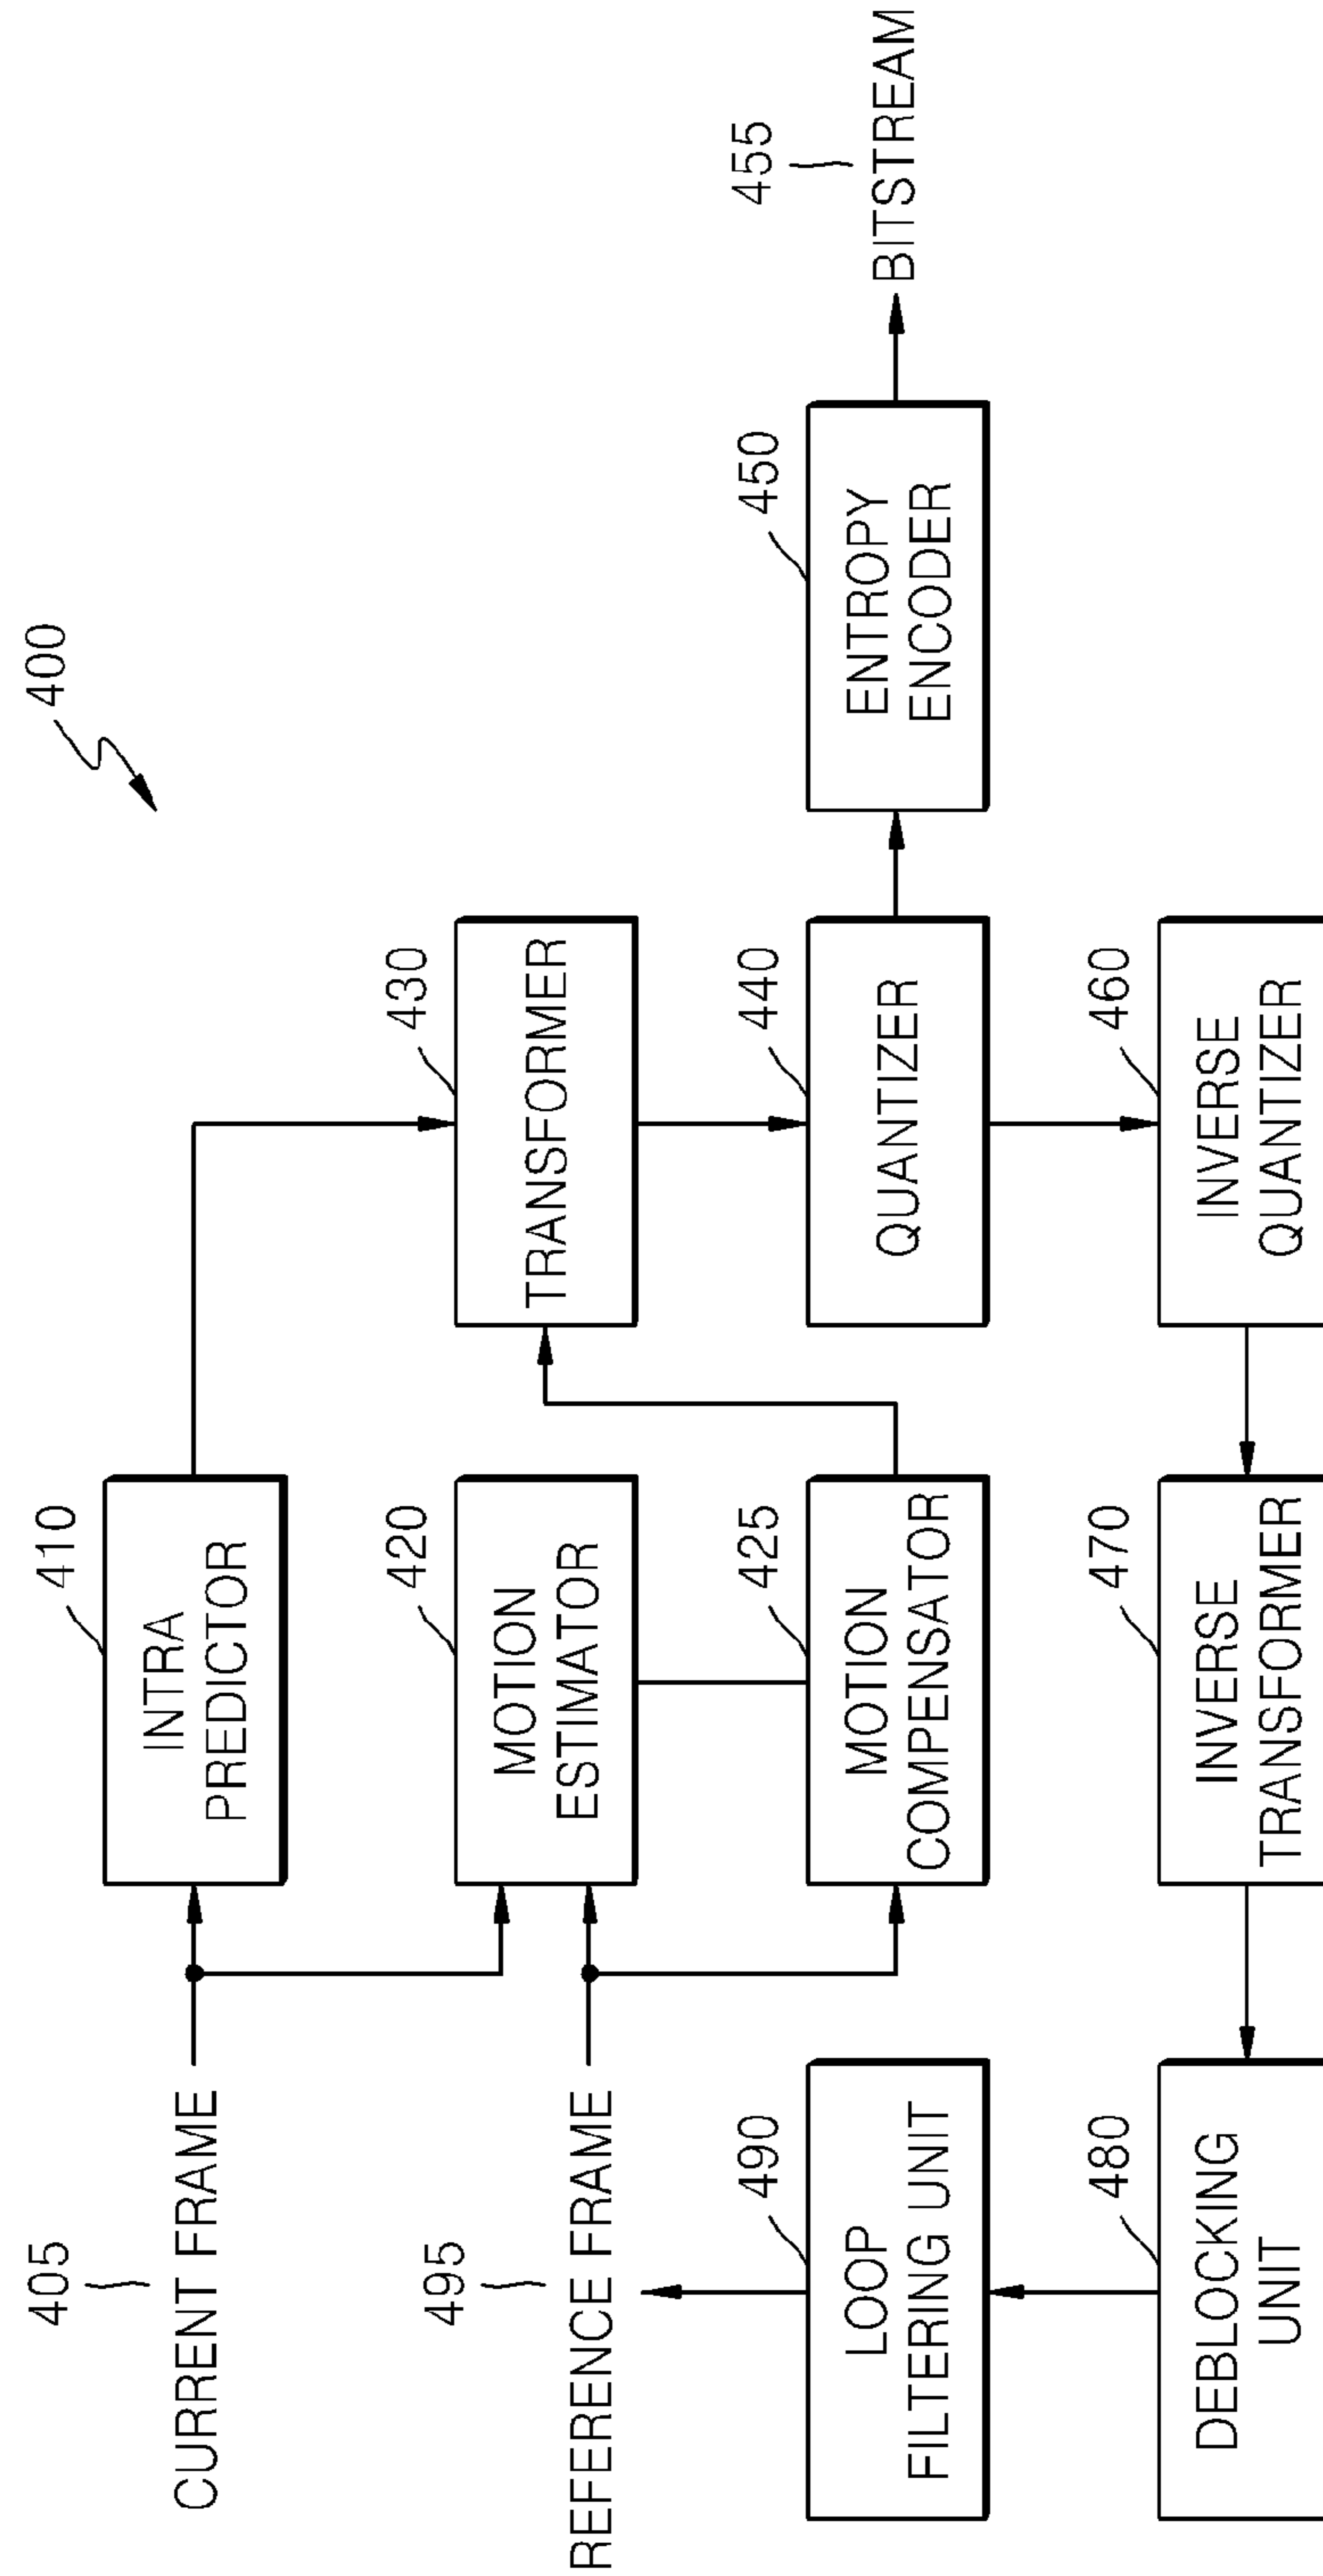 400
405
CURRENT FRAME
410
INTRA
PREDICTOR
495
REFERENCE FRAME
420
MOTION
ESTIMATOR
430
TRANSFORMER
490
LOOP
FILTERING UNIT
425
MOTION
COMPENSATOR
440
QUANTIZER
450
ENTROPY
ENCODER
455
BITSTREAM
480
DEBLOCKING
UNIT
470
INVERSE
TRANSFORMER
460
INVERSE
QUANTIZER